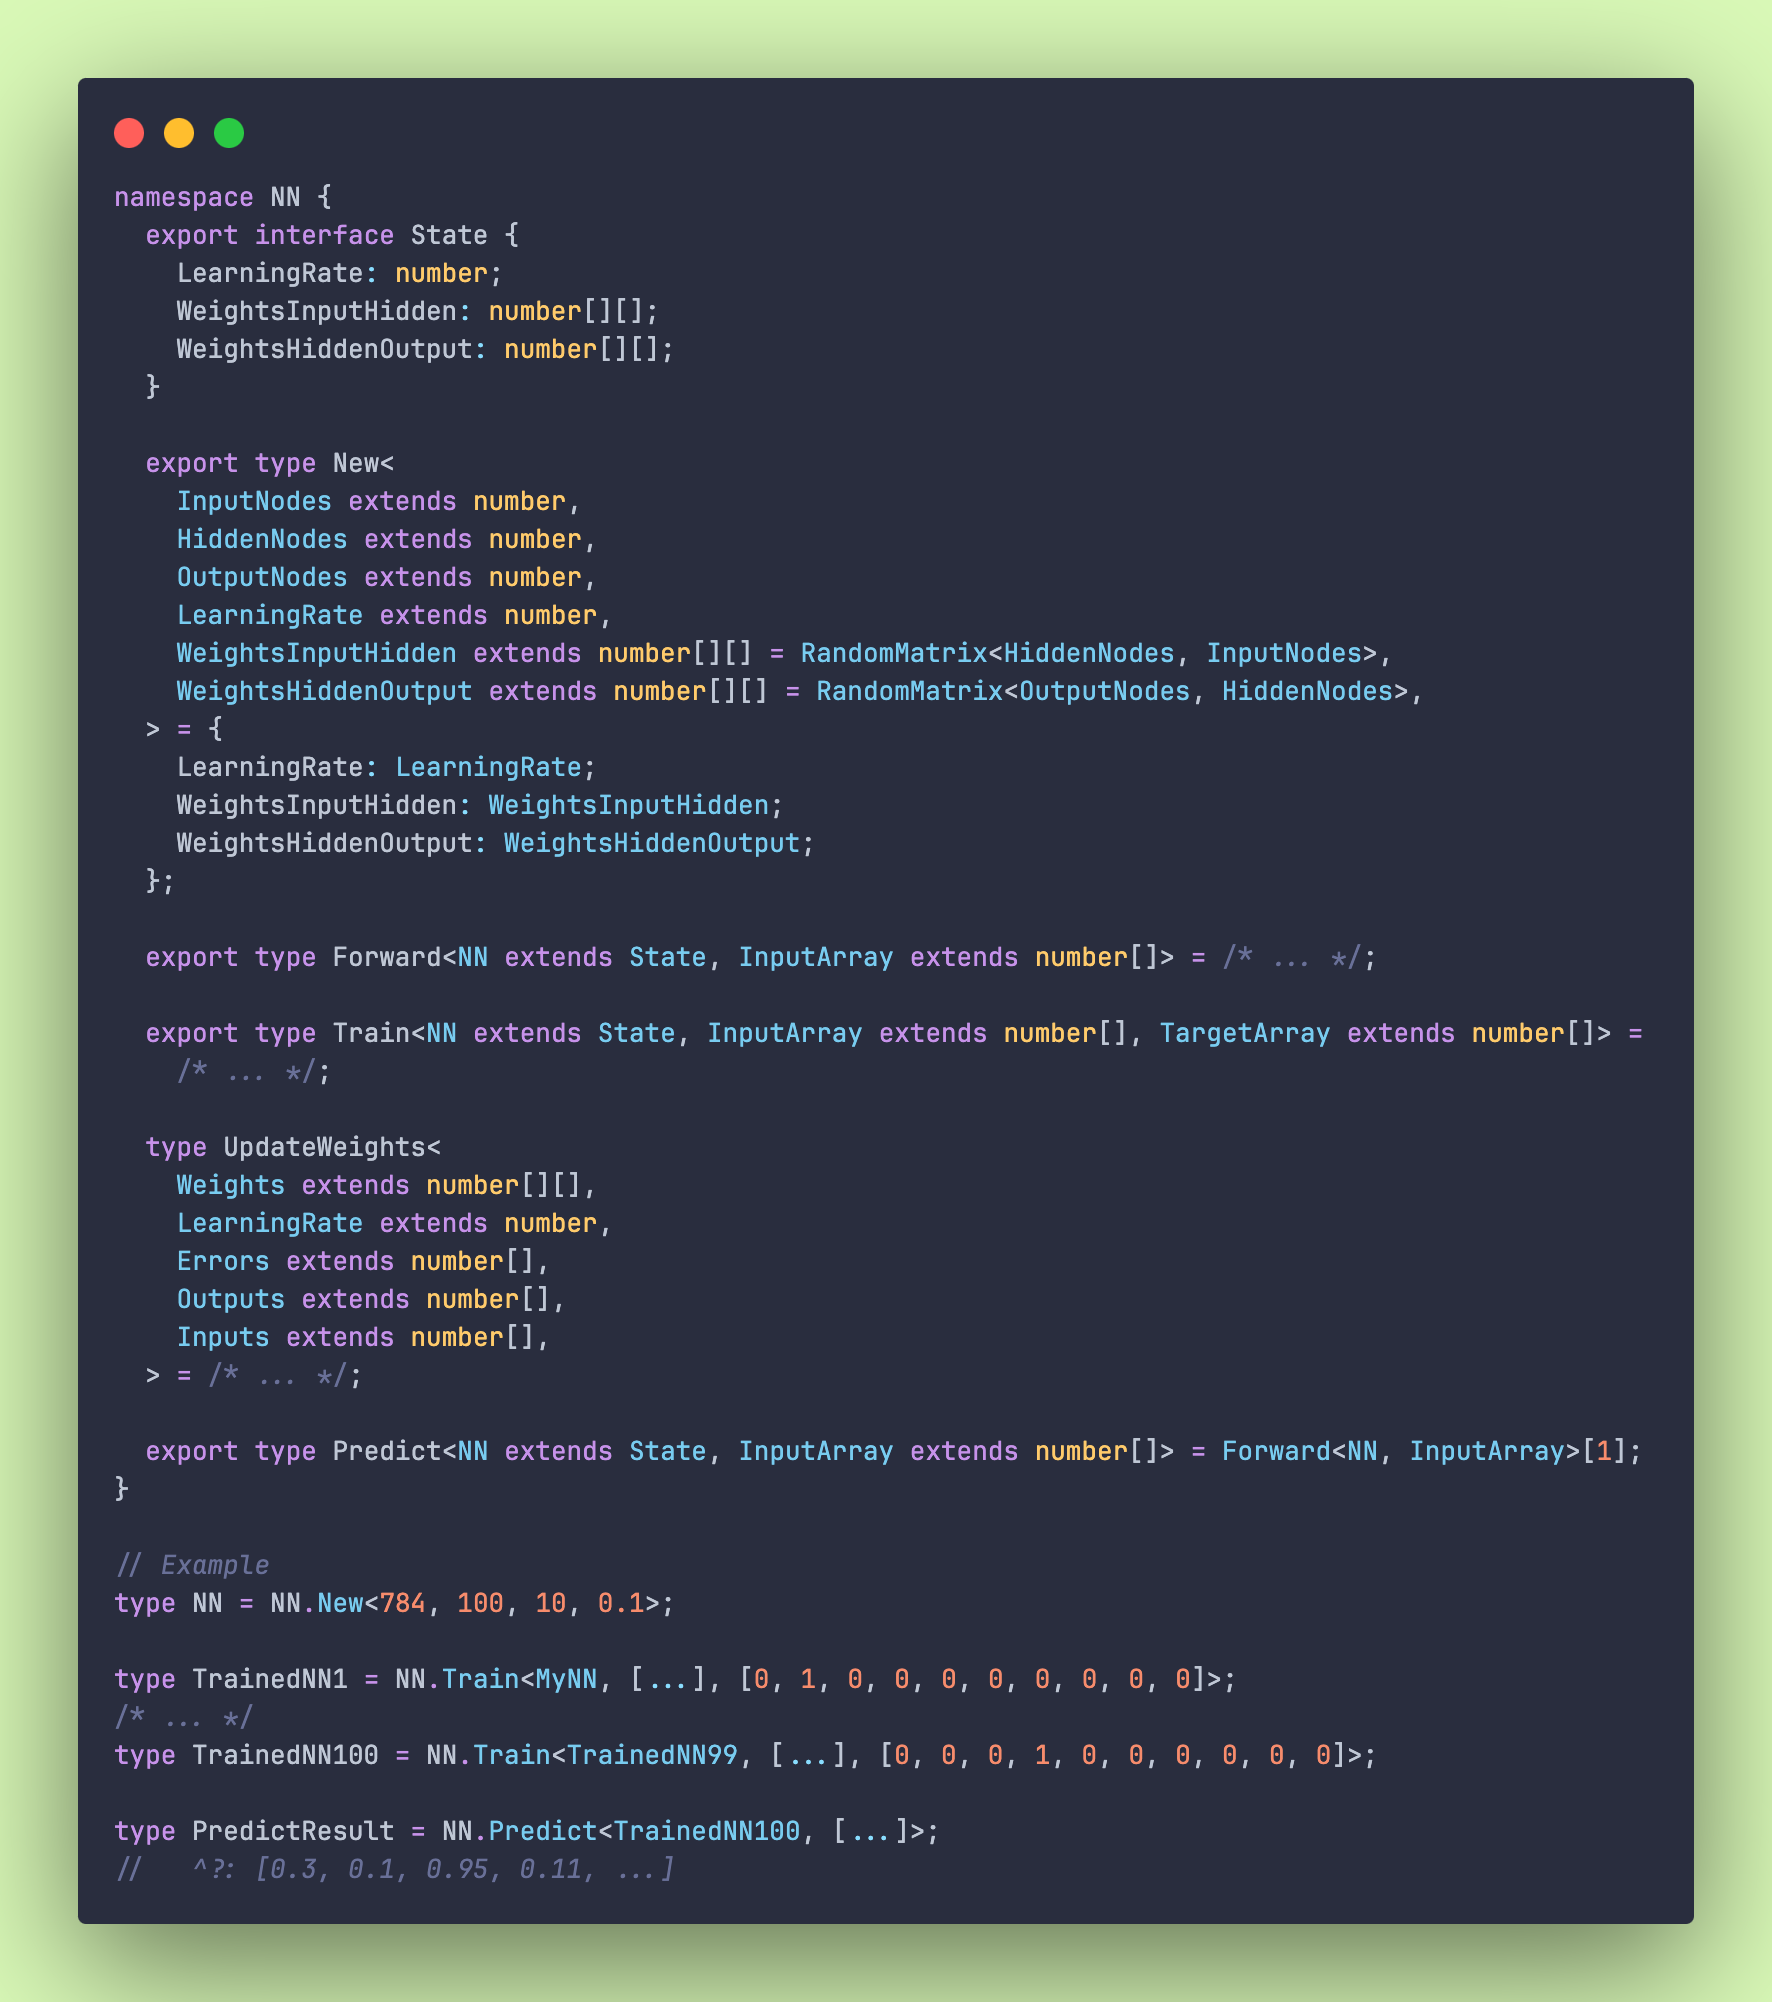 namespace NN {
  export interface State {
    LearningRate: number;
    WeightsInputHidden: number[][];
    WeightsHiddenOutput: number[][];
  }

  export type New<
    InputNodes extends number,
    HiddenNodes extends number,
    OutputNodes extends number,
    LearningRate extends number,
    WeightsInputHidden extends number[][] = RandomMatrix<HiddenNodes, InputNodes>,
    WeightsHiddenOutput extends number[][] = RandomMatrix<OutputNodes, HiddenNodes>,
  > = {
    LearningRate: LearningRate;
    WeightsInputHidden: WeightsInputHidden;
    WeightsHiddenOutput: WeightsHiddenOutput;
  };

  export type Forward<NN extends State, InputArray extends number[]> = /* ... */;

  export type Train<NN extends State, InputArray extends number[], TargetArray extends number[]> =
    /* ... */;

  type UpdateWeights<
    Weights extends number[][],
    LearningRate extends number,
    Errors extends number[],
    Outputs extends number[],
    Inputs extends number[],
  > = /* ... */;

  export type Predict<NN extends State, InputArray extends number[]> = Forward<NN, InputArray>[1];
}

// Example
type NN = NN.New<784, 100, 10, 0.1>;

type TrainedNN1 = NN.Train<MyNN, [...], [0, 1, 0, 0, 0, 0, 0, 0, 0, 0]>;
/* ... */
type TrainedNN100 = NN.Train<TrainedNN99, [...], [0, 0, 0, 1, 0, 0, 0, 0, 0, 0]>;

type PredictResult = NN.Predict<TrainedNN100, [...]>;
//   ^?: [0.3, 0.1, 0.95, 0.11, ...]